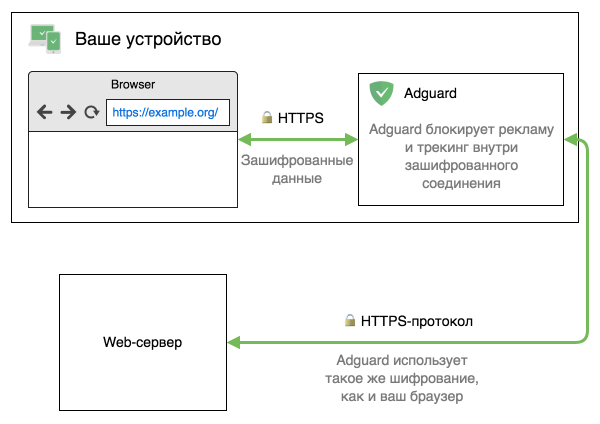 Ваше устройство
Browser
https://example.org/
HTTPS
Зашифрованные
данные
Adguard
Adguard блокирует рекламу
и трекинг внутри
зашифрованного
соединения
Web-сервер
HTTPS-протокол
Adguard использует
такое же шифрование,
как и ваш браузер